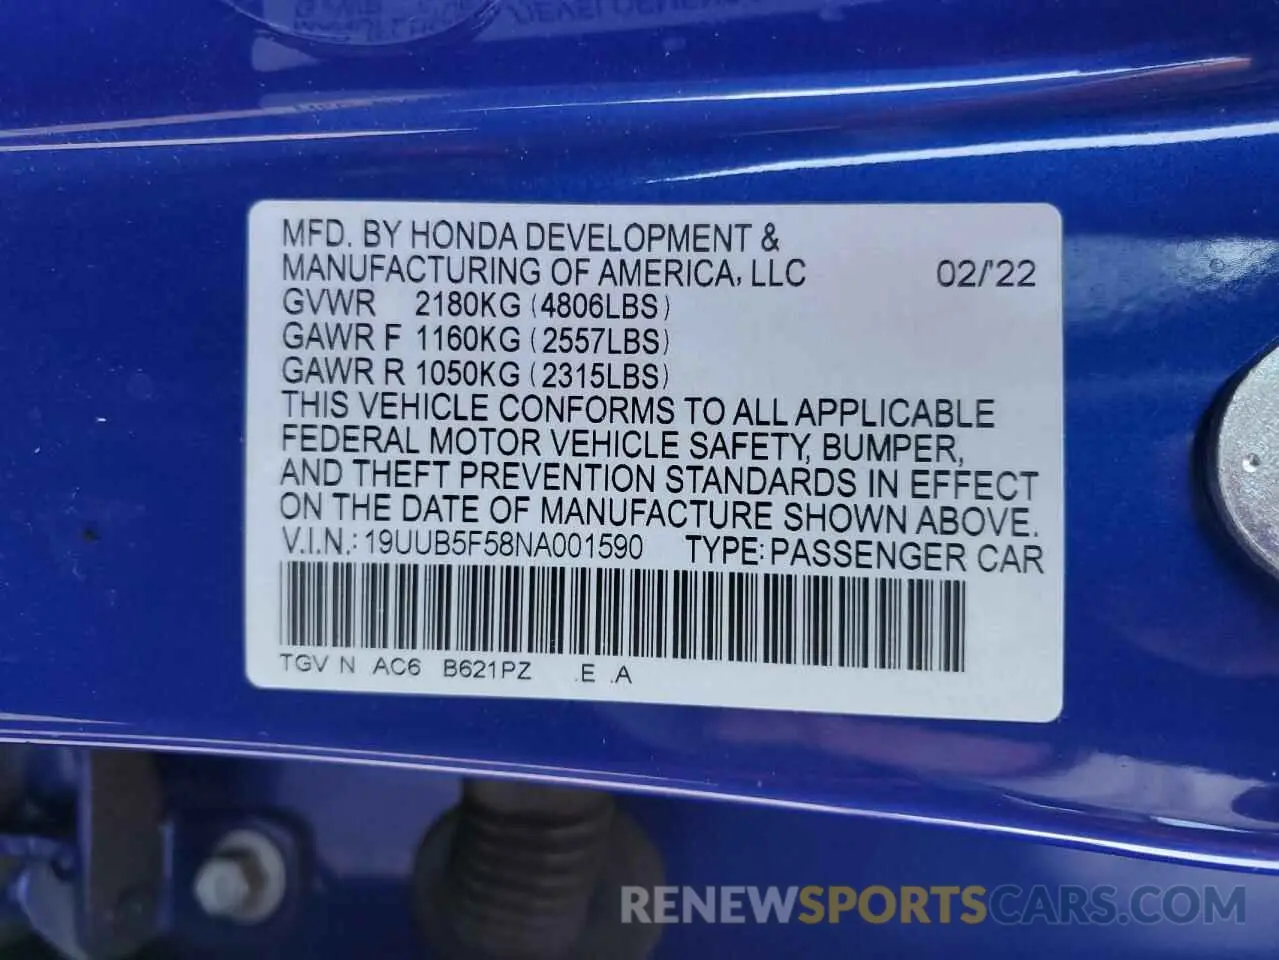 MFD. BY HONDA DEVELOPMENT &
MANUFACTURING OF AMERICA, LLC 02/'22
GVWR 2180KG (4806LBS)
GAWR F 1160KG (2557LBS)
GAWR R 1050KG (2315LBS)
THIS VEHICLE CONFORMS TO ALL APPLICABLE
FEDERAL MOTOR VEHICLE SAFETY, BUMPER,
AND THEFT PREVENTION STANDARDS IN EFFECT
ON THE DATE OF MANUFACTURE SHOWN ABOVE.
V.I.N.: 19UUB5F58NA001590 TYPE: PASSENGER CAR
TGV N AC6 B621PZ .E .A
RENEWSPORTSCARS.COM